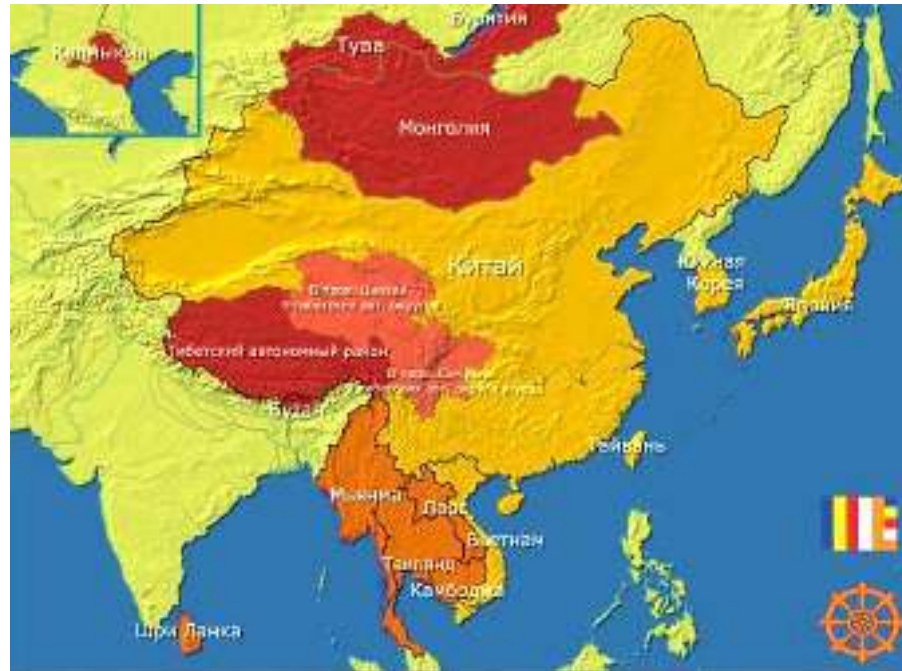 Бурятия
Тува
Калмыкия
Монголия
Китай
Южная
Корея
Япония
Тибетский автономный район
Бутан
Тайвань
Мьянма
Лаос
Вьетнам
Таиланд
Камбоджа
Шри Ланка